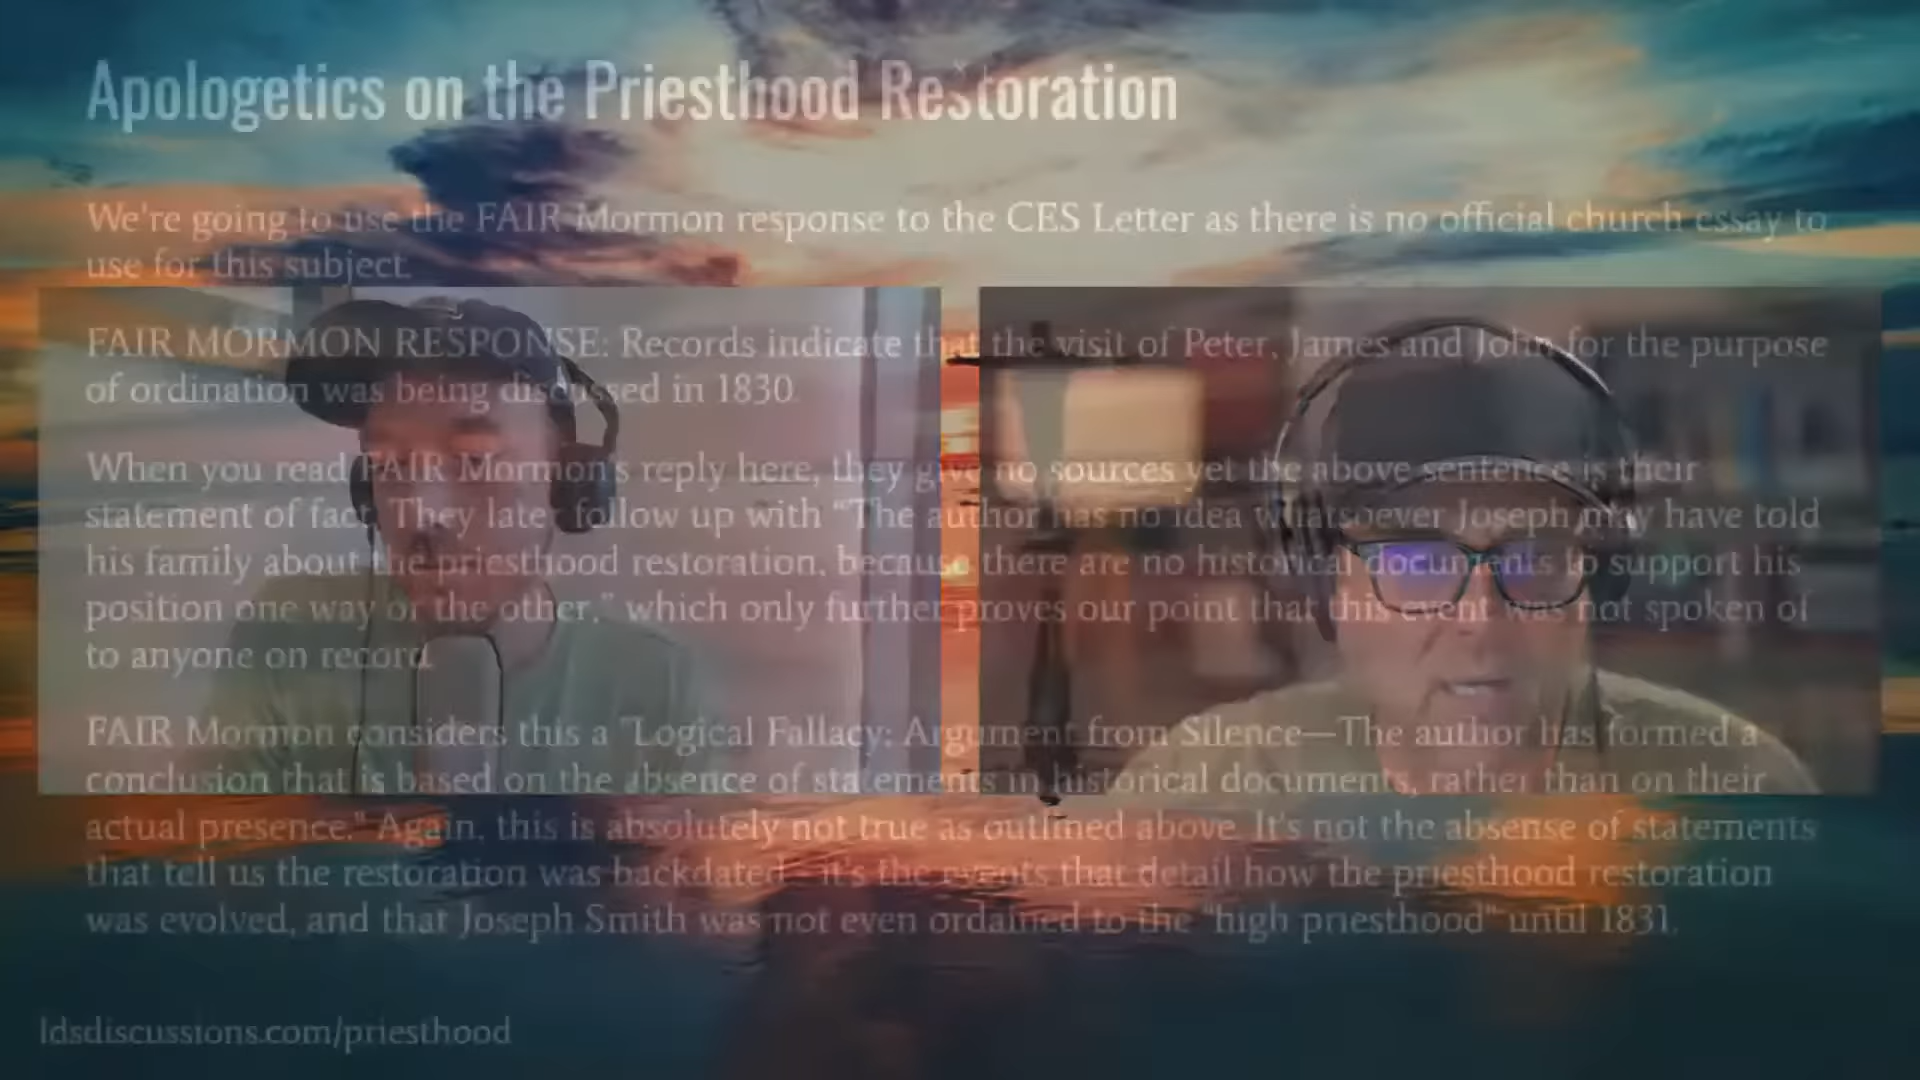 Apologetics on the Priesthood Restoration
We're going to use the FAIR Mormon response to the CES Letter as there is no official church essay to
use for this subject.
FAIR MORMON RESPONSE: Records indicate that the visit of Peter, James and John for the purpose
of ordination was being discussed in 1830.
When you read FAIR Mormon's reply here, they give no sources yet the above sentence is their
statement of fact. They later follow up with “The author has no idea whatsoever Joseph may have told
his family about the priesthood restoration, because there are no historical documents to support his
position one way or the other,” which only further proves our point that this event was not spoken of
to anyone on record.
FAIR Mormon considers this a "Logical Fallacy: Argument from Silence—The author has formed a
conclusion that is based on the absence of statements in historical documents, rather than on their
actual presence." Again, this is absolutely not true as outlined above. It's not the absense of statements
that tell us the restoration was backdated, it's the events that detail how the priesthood restoration
was evolved, and that Joseph Smith was not even ordained to the “high priesthood” until 1831.
ldsdiscussions.com/priesthood